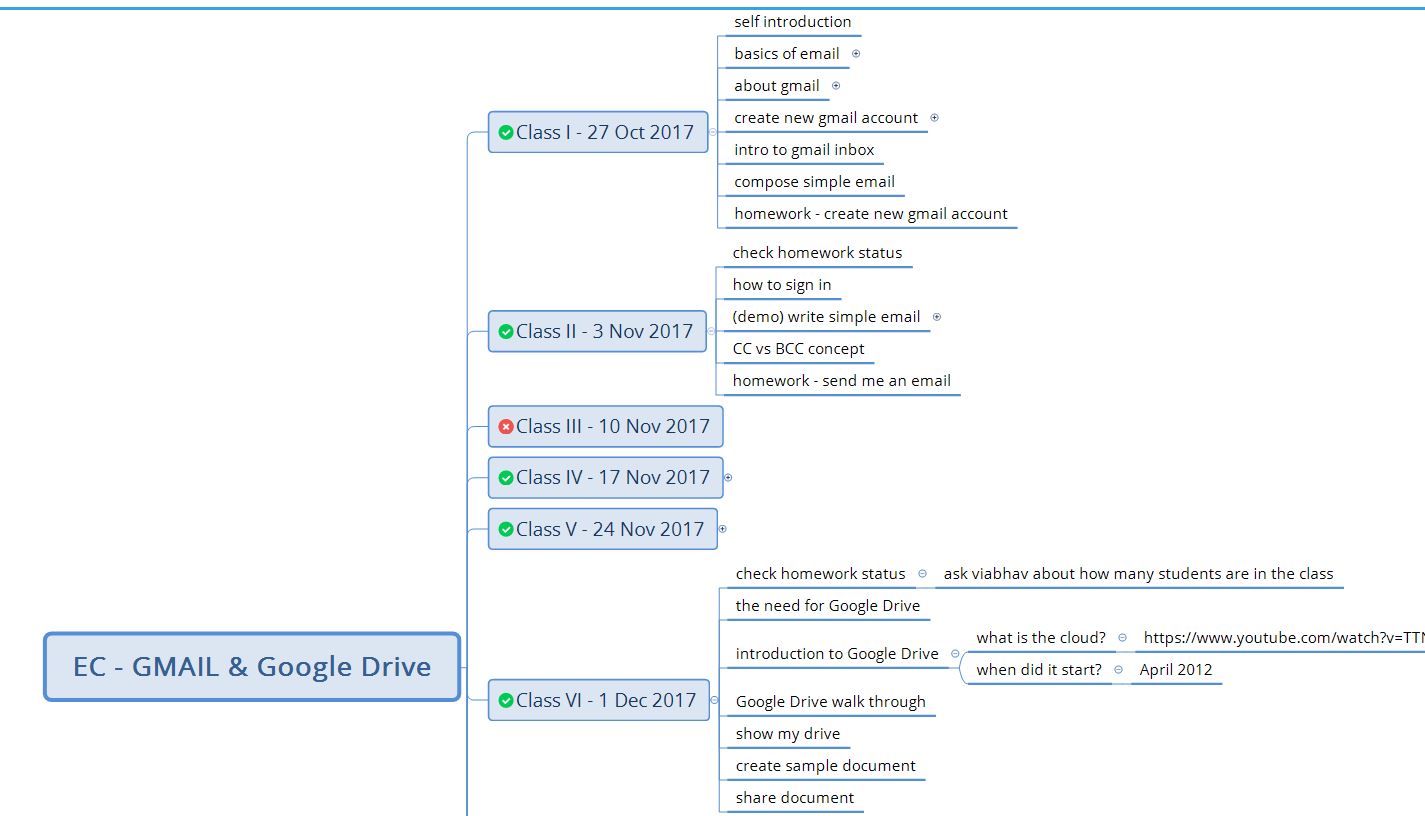 self introduction
basics of email
about gmail
create new gmail account
intro to gmail inbox
compose simple email
homework - create new gmail account
Class I - 27 Oct 2017
check homework status
how to sign in
(demo) write simple email
CC vs BCC concept
homework - send me an email
Class II - 3 Nov 2017
Class III - 10 Nov 2017
Class IV - 17 Nov 2017
Class V - 24 Nov 2017
EC - GMAIL & Google Drive
Class VI - 1 Dec 2017
check homework status
ask viabhav about how many students are in the class
the need for Google Drive
introduction to Google Drive
what is the cloud?
https://www.youtube.com/watch?v=TTN
when did it start?
April 2012
Google Drive walk through
show my drive
create sample document
share document